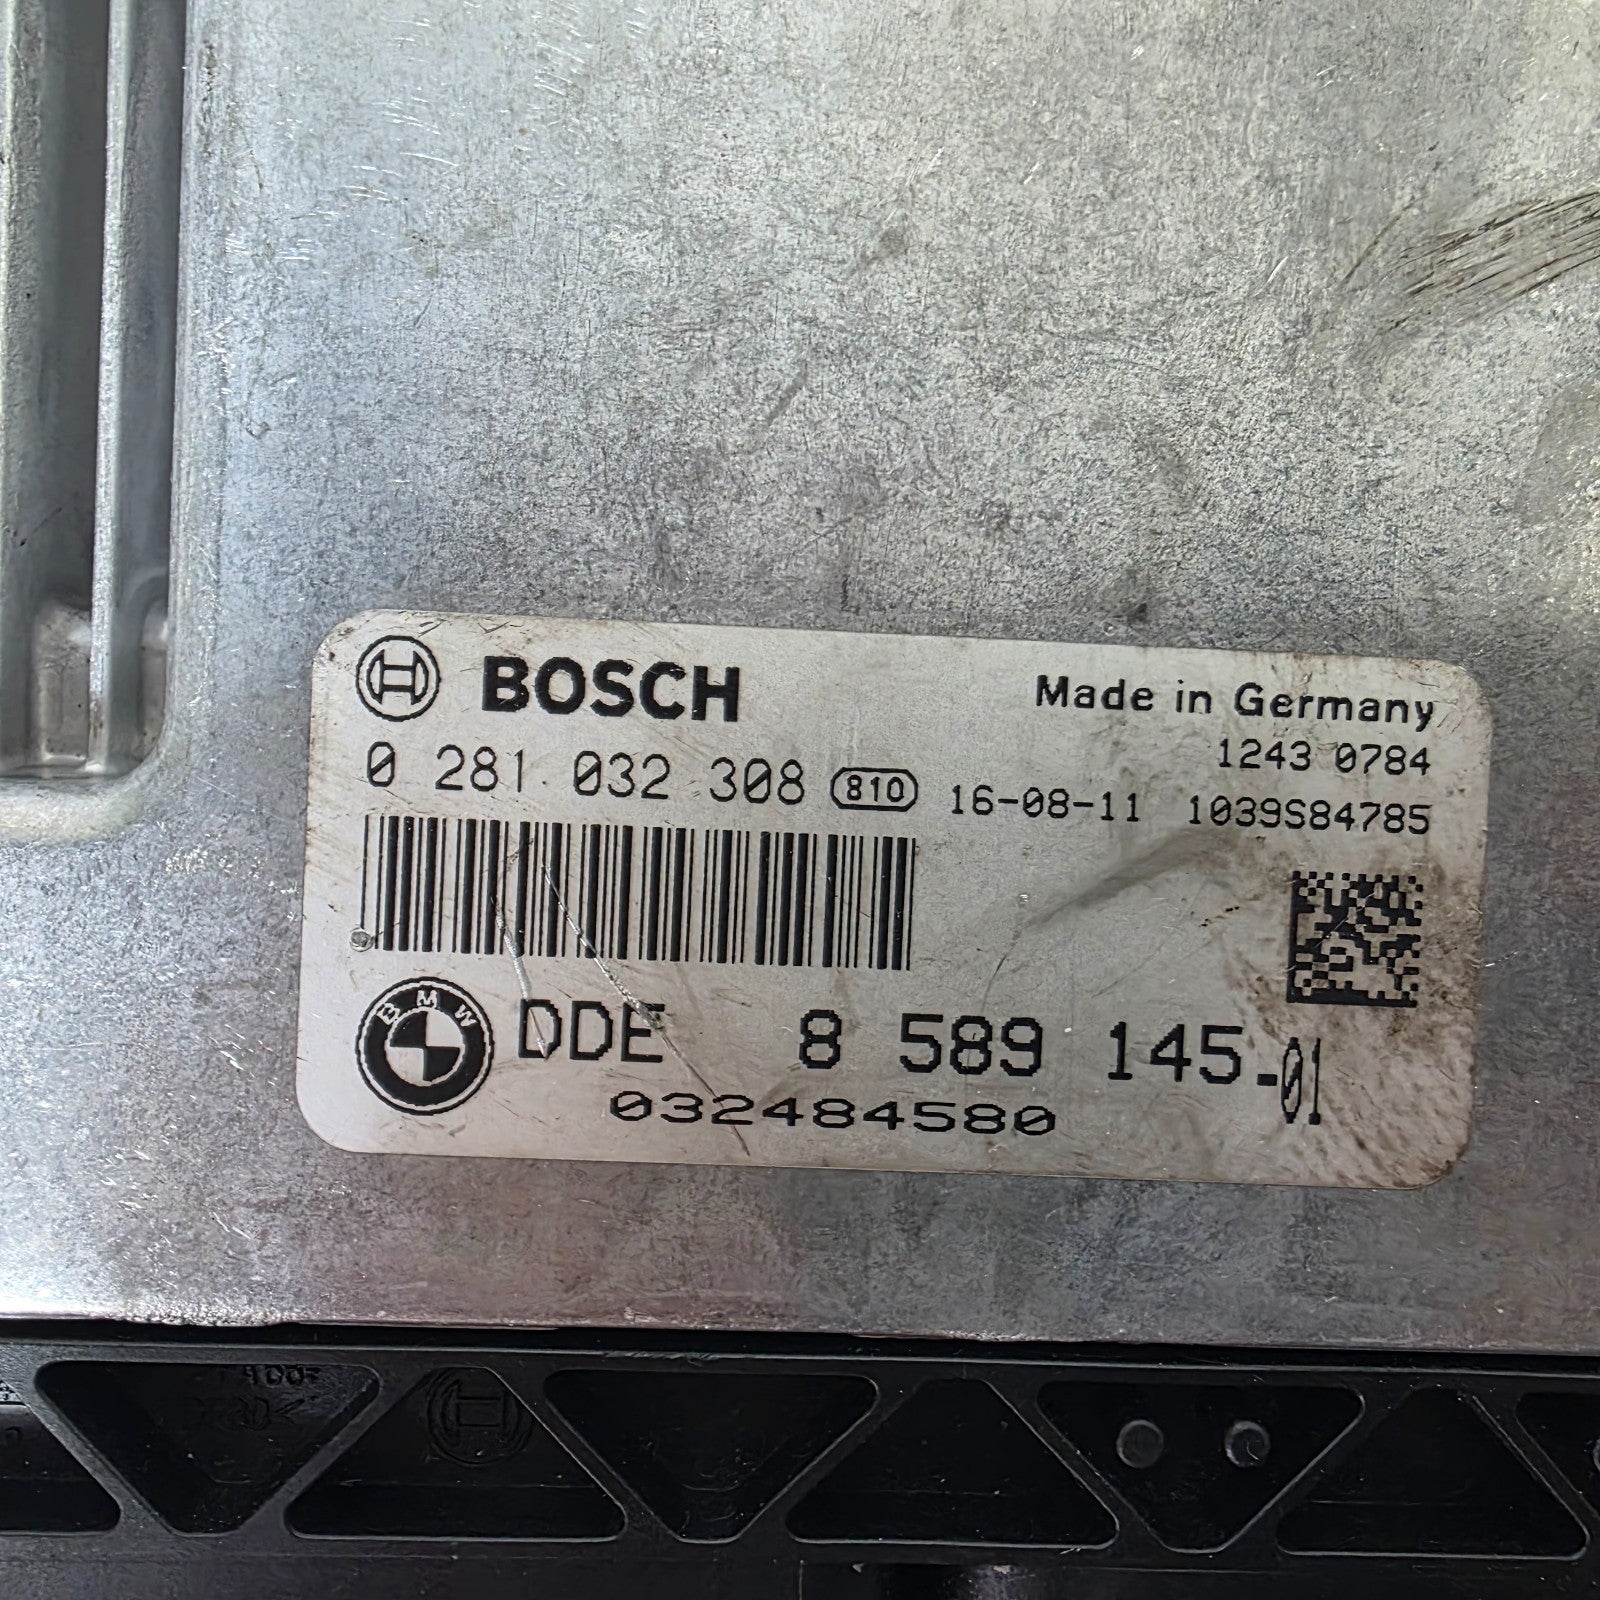 BOSCH
Made in Germany
1243 0784
0 281 032 308 810 16-08-11 1039S84785
BMW DDE 8 589 145-01
032484580